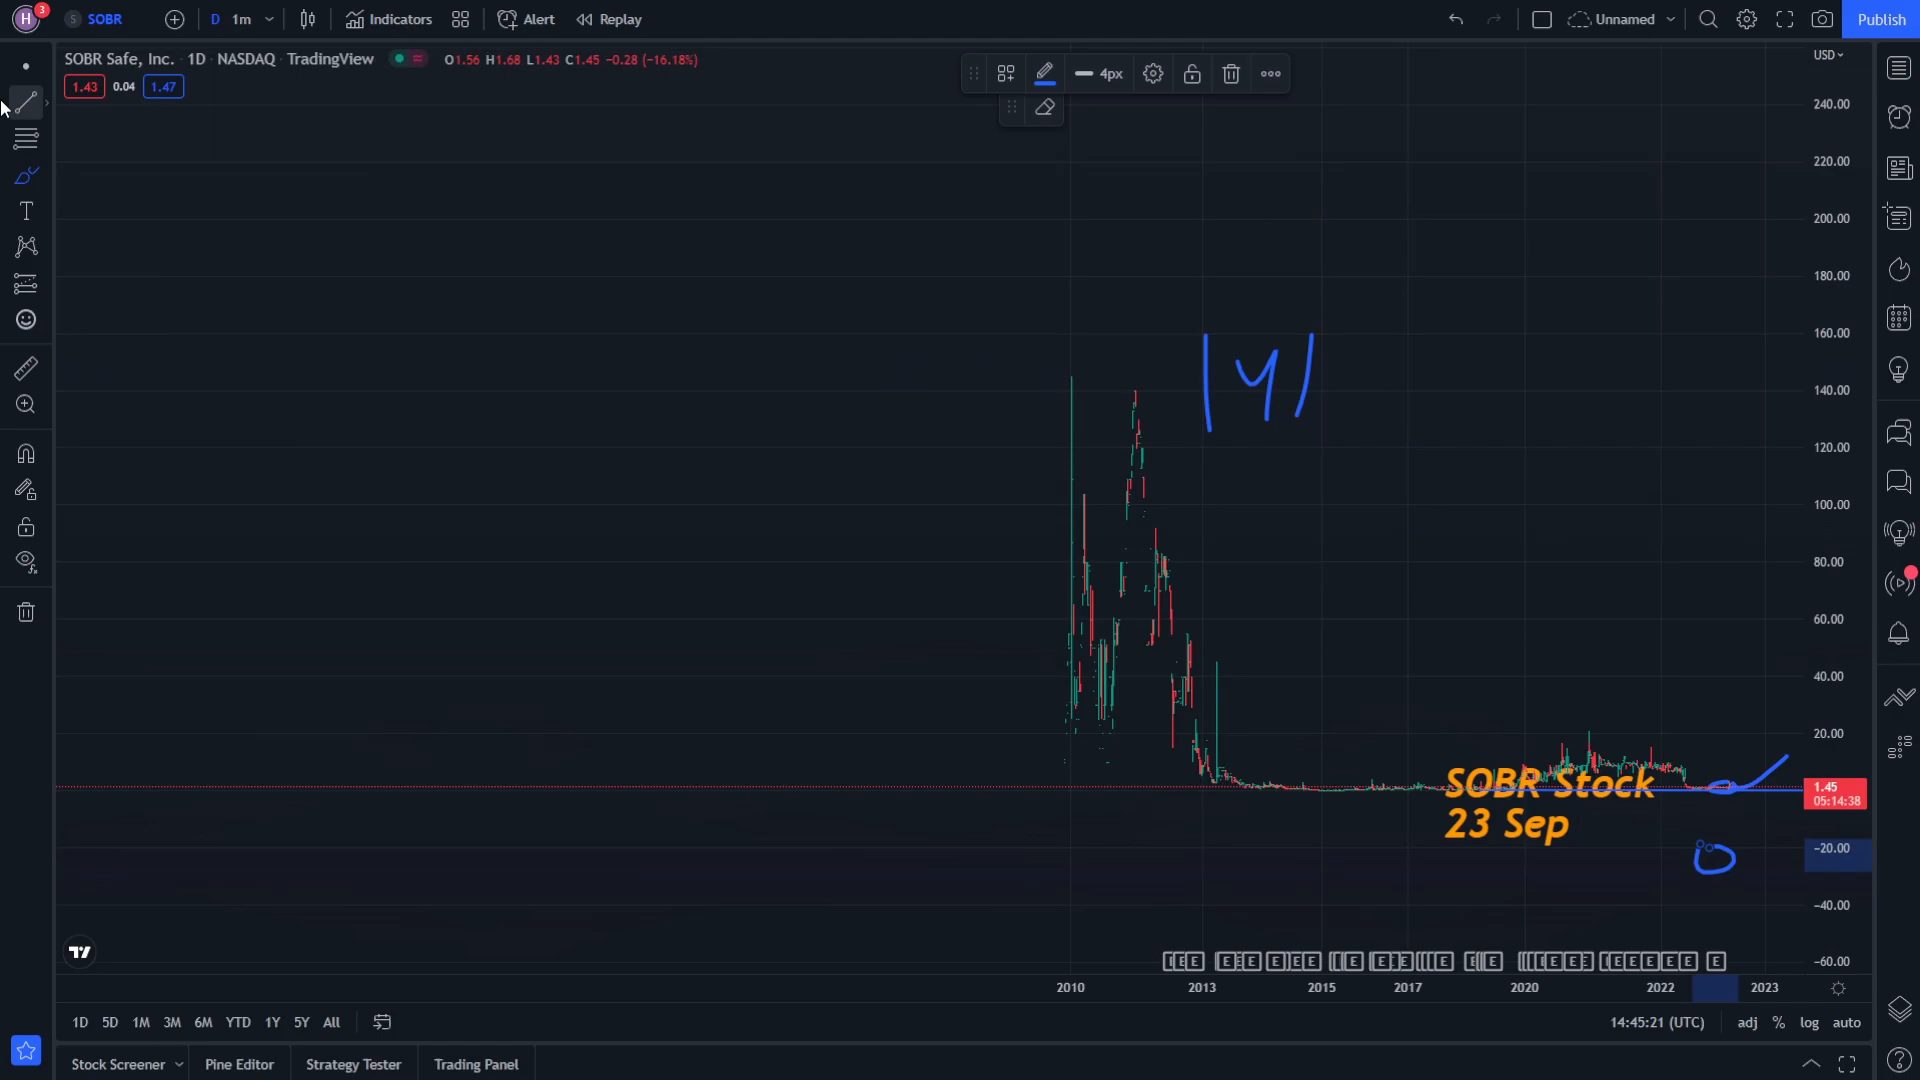 H 3 S SOBR D 1m Indicators Alert Replay Unnamed Publish
SOBR Safe, Inc. · 1D · NASDAQ · TradingView O1.56 H1.68 L1.43 C1.45 −0.28 (−16.18%)
USD
1.43 0.04 1.47
4px
240.00
220.00
200.00
180.00
160.00
140.00
120.00
100.00
80.00
60.00
40.00
20.00
1.45
05:14:38
−20.00
−40.00
−60.00
SOBR Stock
23 Sep
E E E E E E E E E E E E E E E E E E E
2010 2013 2015 2017 2020 2022 2023
1D 5D 1M 3M 6M YTD 1Y 5Y All 14:45:21 (UTC) adj % log auto
Stock Screener Pine Editor Strategy Tester Trading Panel